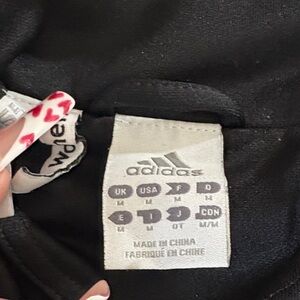 adidas
UK USA F D
M M M M
E I J CDN
M M OT M/M
MADE IN CHINA
FABRIQUÉ EN CHINE